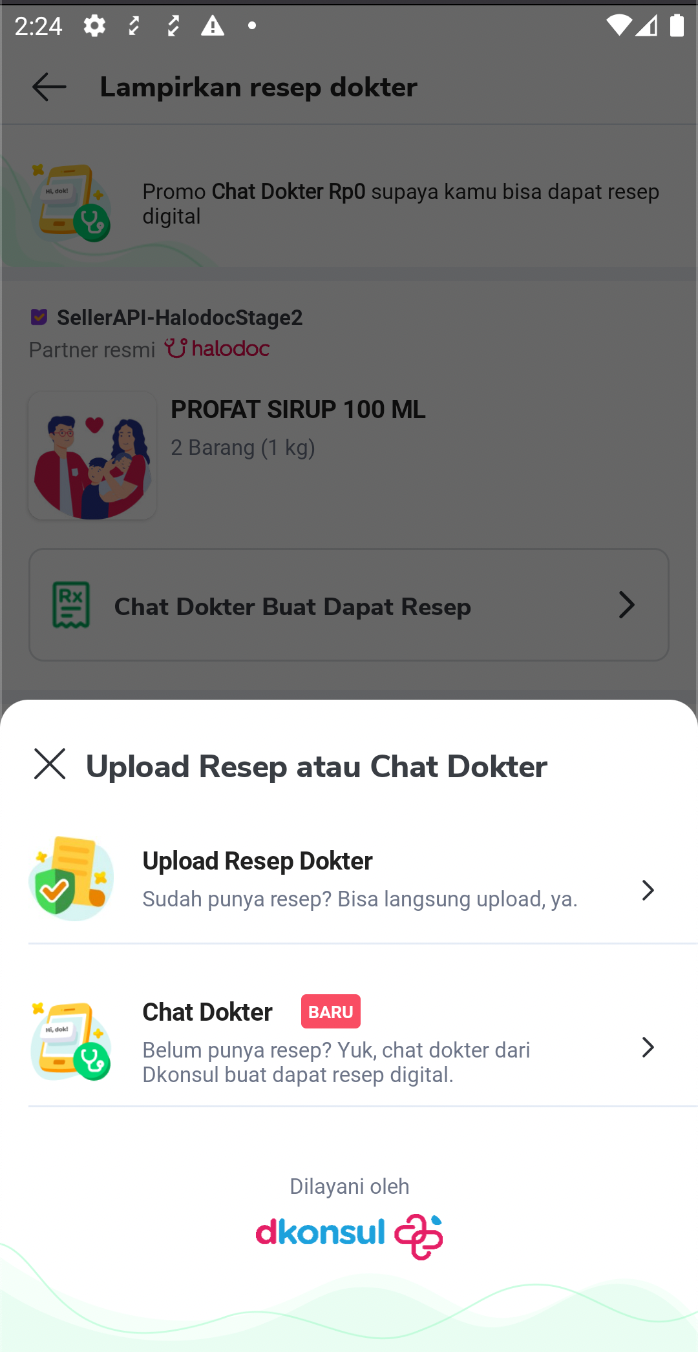 2:24
Lampirkan resep dokter
Hi, dok!
Promo Chat Dokter Rp0 supaya kamu bisa dapat resep
digital
SellerAPI-HalodocStage2
Partner resmi halodoc
PROFAT SIRUP 100 ML
2 Barang (1 kg)
Rx
Chat Dokter Buat Dapat Resep
Upload Resep atau Chat Dokter
Upload Resep Dokter
Sudah punya resep? Bisa langsung upload, ya.
Chat Dokter BARU
Hi, dok!
Belum punya resep? Yuk, chat dokter dari
Dkonsul buat dapat resep digital.
Dilayani oleh
dkonsul